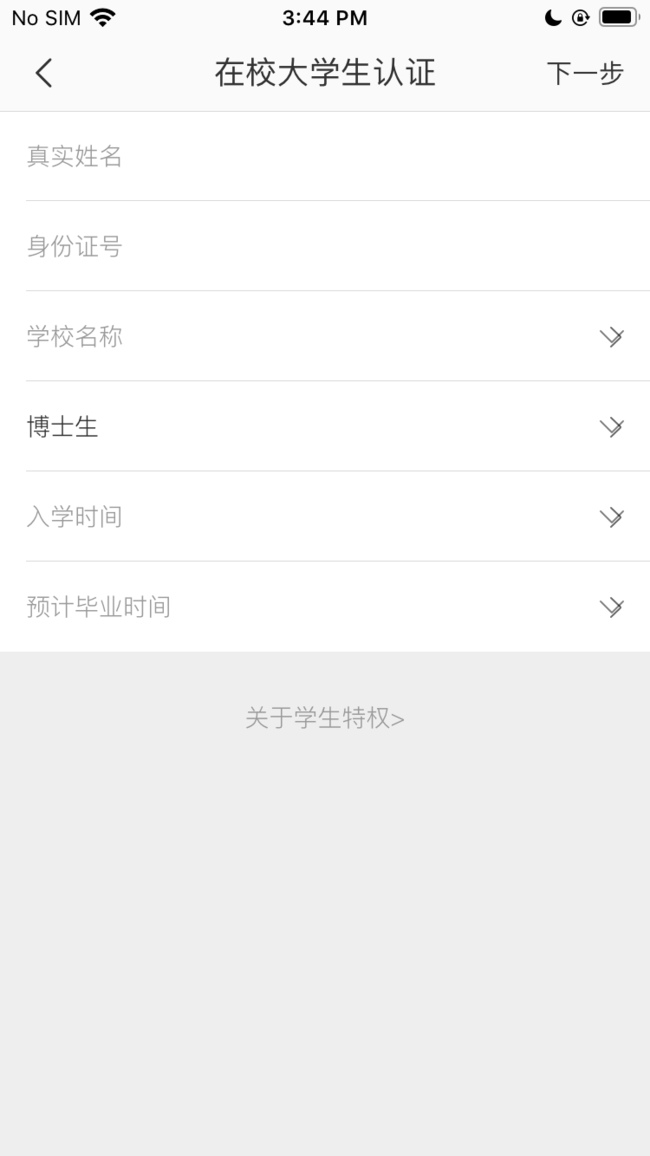 No SIM 3:44 PM
在校大学生认证 下一步
真实姓名
身份证号
学校名称
博士生
入学时间
预计毕业时间
关于学生特权>